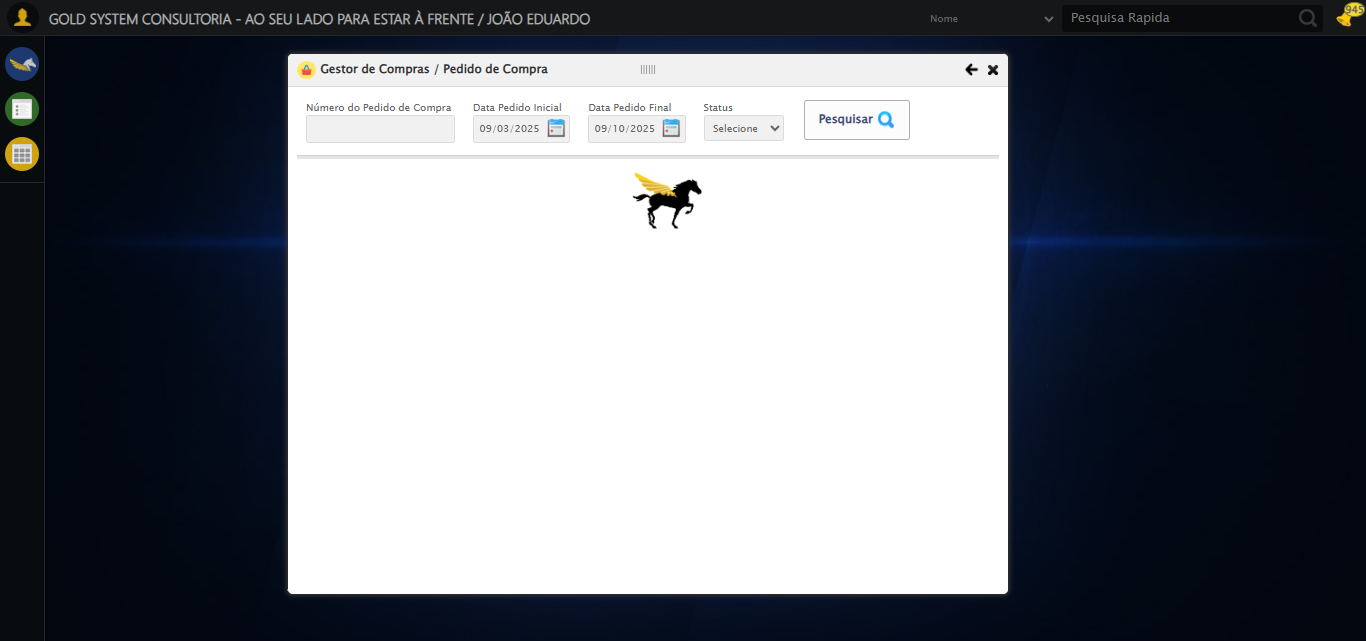 GOLD SYSTEM CONSULTORIA - AO SEU LADO PARA ESTAR À FRENTE / JOÃO EDUARDO
Nome
Pesquisa Rapida
945
Gestor de Compras / Pedido de Compra
Número do Pedido de Compra
Data Pedido Inicial
Data Pedido Final
Status
09/03/2025
09/10/2025
Selecione
Pesquisar